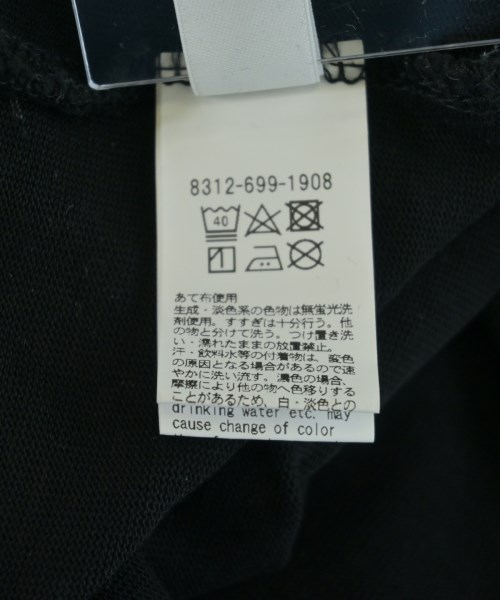 8312-699-1908
40
あて布使用
生成・淡色系の色物は無蛍光洗
剤使用。すすぎは十分行う。他
の物と分けて洗う。つけ置き洗
い・濡れたままの放置禁止。
汗・飲料水等の付着物は、変色
の原因となる場合があるので速
やかに洗い流す。濃色の場合、
摩擦により他の物へ色移りする
ことがあるため、白・淡色との
drinking water etc. may
cause change of color